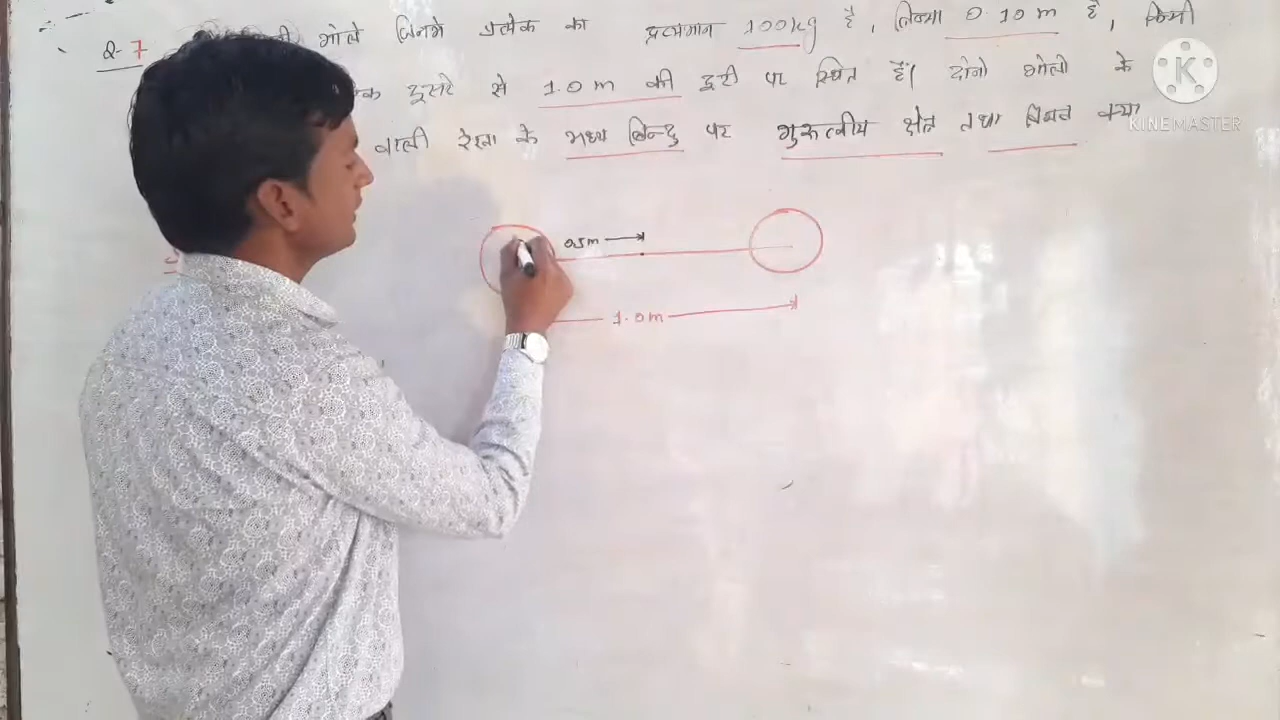 Q-7 गोले जिनमे प्रत्येक का द्रव्यमान 100kg है, त्रिज्या 0.10m है, किसी
दूसरे से 1.0m की दूरी पर स्थित हैं। दोनो गोलो के
वाली रेखा के मध्य बिन्दु पर गुरुत्वीय क्षेत्र तथा विभव क्या
KINEMASTER
0.5m
1.0m